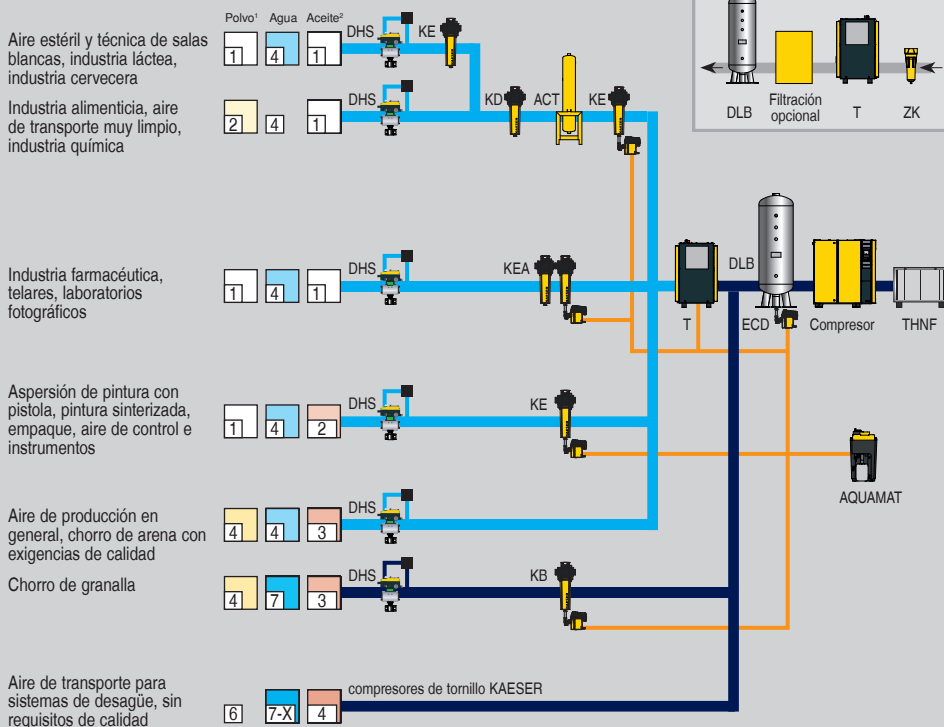 Polvo¹ Agua Aceite²
Aire estéril y técnica de salas
blancas, industria láctea,
industria cervecera
1 4 1
DHS KE
Industria alimenticia, aire
de transporte muy limpio,
industria química
2 4 1
DHS KD ACT KE
DLB
Filtración
opcional
T ZK
Industria farmacéutica,
telares, laboratorios
fotográficos
1 4 1
DHS KEA
T DLB ECD Compresor THNF
Aspersión de pintura con
pistola, pintura sinterizada,
empaque, aire de control e
instrumentos
1 4 2
DHS KE
AQUAMAT
Aire de producción en
general, chorro de arena con
exigencias de calidad
4 4 3
DHS
Chorro de granalla
4 7 3
DHS KB
Aire de transporte para
sistemas de desagüe, sin
requisitos de calidad
6 7-X 4
compresores de tornillo KAESER